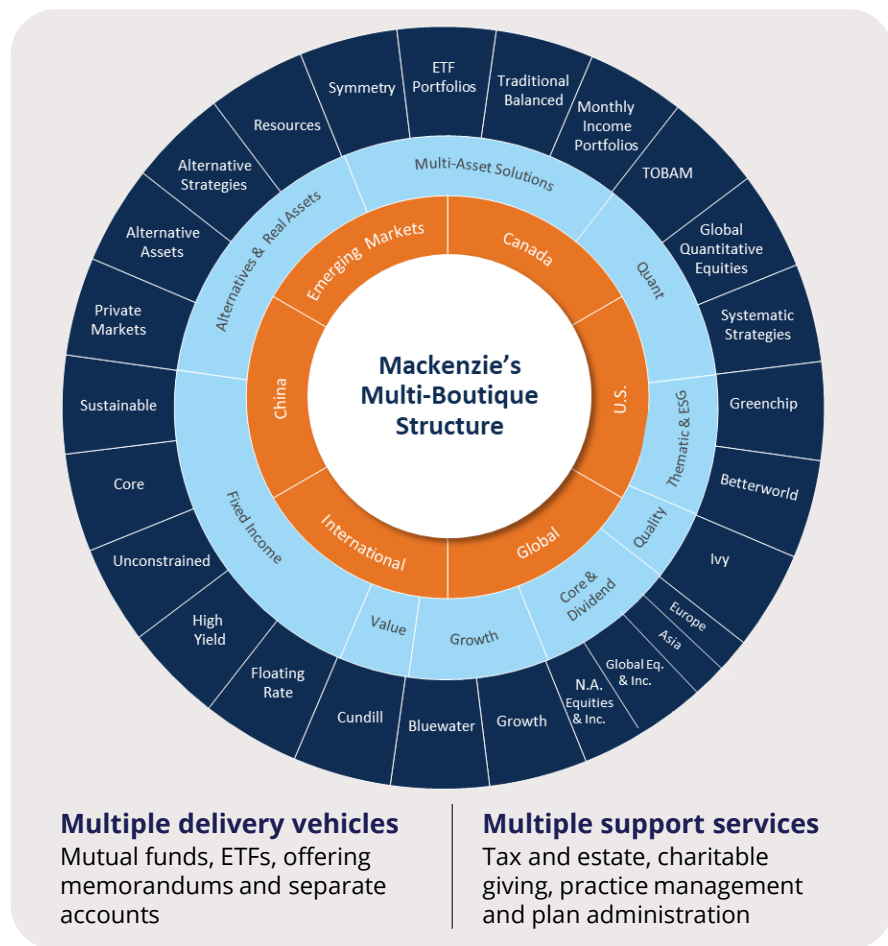 Mackenzie's
Multi-Boutique
Structure
Emerging Markets
Canada
U.S.
Global
International
China
Multi-Asset Solutions
Quant
Thematic & ESG
Quality
Core &
Dividend
Growth
Value
Fixed Income
Alternatives & Real Assets
Symmetry
ETF
Portfolios
Traditional
Balanced
Monthly
Income
Portfolios
TOBAM
Global
Quantitative
Equities
Systematic
Strategies
Greenchip
Betterworld
Ivy
Europe
Asia
Global Eq.
& Inc.
N.A.
Equities
& Inc.
Growth
Bluewater
Cundill
Floating
Rate
High
Yield
Unconstrained
Core
Sustainable
Private
Markets
Alternative
Assets
Alternative
Strategies
Resources
Multiple delivery vehicles
Mutual funds, ETFs, offering
memorandums and separate
accounts
Multiple support services
Tax and estate, charitable
giving, practice management
and plan administration